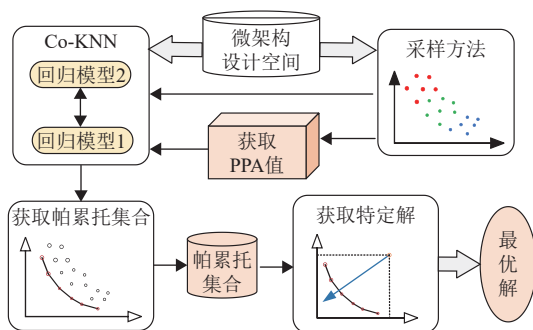 Co-KNN
回归模型2
回归模型1
微架构
设计空间
采样方法
获取
PPA值
获取帕累托集合
帕累托
集合
获取特定解
最
优
解